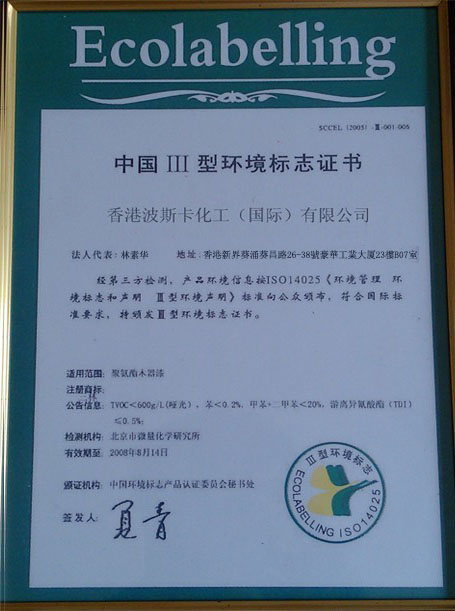 Ecolabelling
SCCEL (2005) -Ⅲ-001-006
中国 III 型环境标志证书
香港波斯卡化工（国际）有限公司
法人代表：林素华 地址：香港新界葵涌葵昌路26-38號豪華工業大厦23樓B07室
经第三方检测，产品环境信息按ISO14025《环境管理 环
境标志和声明 Ⅲ型环境声明》标准向公众颁布，符合国际标
准要求，特颁发Ⅲ型环境标志证书。
适用范围：聚氨酯木器漆
注册商标：
公告信息：TVOC＜600g/L(哑光)，苯＜0.2%，甲苯+二甲苯＜20%，游离异氰酸酯（TDI）
≤0.5%；
检测机构：北京市微量化学研究所
有效期至：2008年8月14日
颁证机构：中国环境标志产品认证委员会秘书处
签发人：
III型环境标志
ECOLABELLING ISO14025